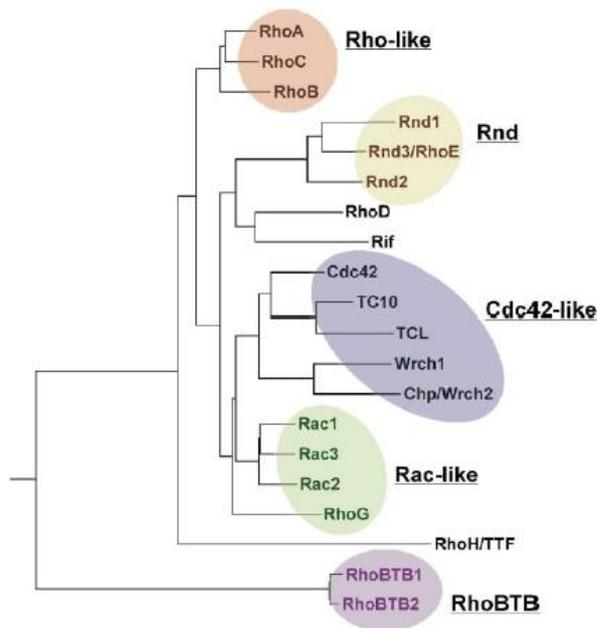 RhoA
Rho-like
RhoC
RhoB
Rnd1
Rnd
Rnd3/RhoE
Rnd2
RhoD
Rif
Cdc42
TC10
Cdc42-like
TCL
Wrch1
Chp/Wrch2
Rac1
Rac3
Rac-like
Rac2
RhoG
RhoH/TTF
RhoBTB1
RhoBTB2
RhoBTB